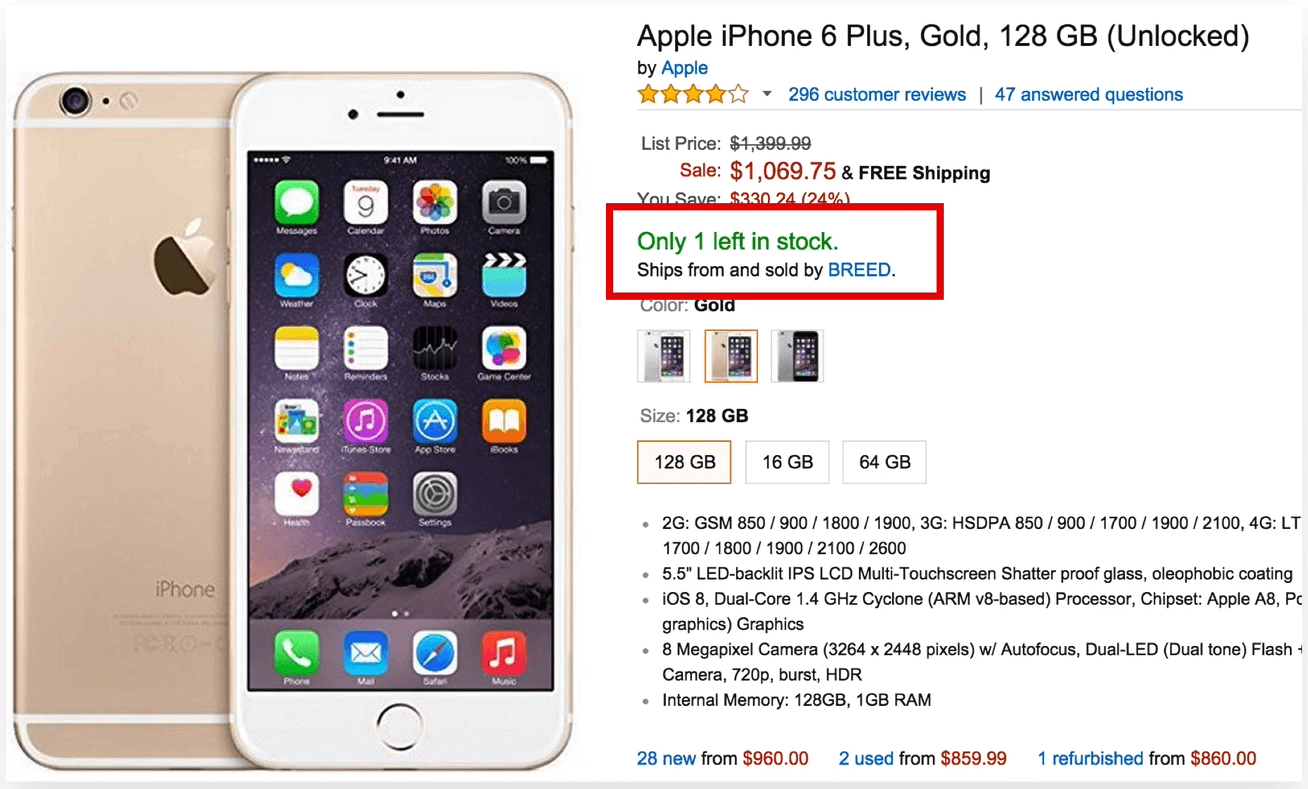 Apple iPhone 6 Plus, Gold, 128 GB (Unlocked)
by Apple
296 customer reviews | 47 answered questions
List Price: $1,399.99
Sale: $1,069.75 & FREE Shipping
You Save: $330.24 (24%)
Only 1 left in stock.
Ships from and sold by BREED.
Color: Gold
Size: 128 GB
128 GB 16 GB 64 GB
2G: GSM 850 / 900 / 1800 / 1900, 3G: HSDPA 850 / 900 / 1700 / 1900 / 2100, 4G: LT
1700 / 1800 / 1900 / 2100 / 2600
5.5" LED-backlit IPS LCD Multi-Touchscreen Shatter proof glass, oleophobic coating
iOS 8, Dual-Core 1.4 GHz Cyclone (ARM v8-based) Processor, Chipset: Apple A8, Po
graphics) Graphics
8 Megapixel Camera (3264 x 2448 pixels) w/ Autofocus, Dual-LED (Dual tone) Flash +
Camera, 720p, burst, HDR
Internal Memory: 128GB, 1GB RAM
28 new from $960.00 2 used from $859.99 1 refurbished from $860.00
9:41 AM 100%
Messages Calendar Photos Camera
Tuesday
9
Weather Clock Maps Videos
280
Notes Reminders Stocks Game Center
Newsstand iTunes Store App Store iBooks
Health Passbook Settings
Phone Mail Safari Music
iPhone